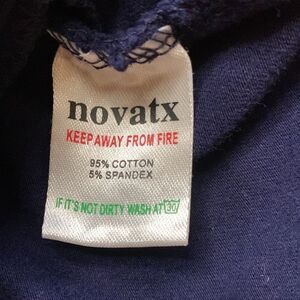 novatx
KEEP AWAY FROM FIRE
95% COTTON
5% SPANDEX
IF IT'S NOT DIRTY WASH AT 30